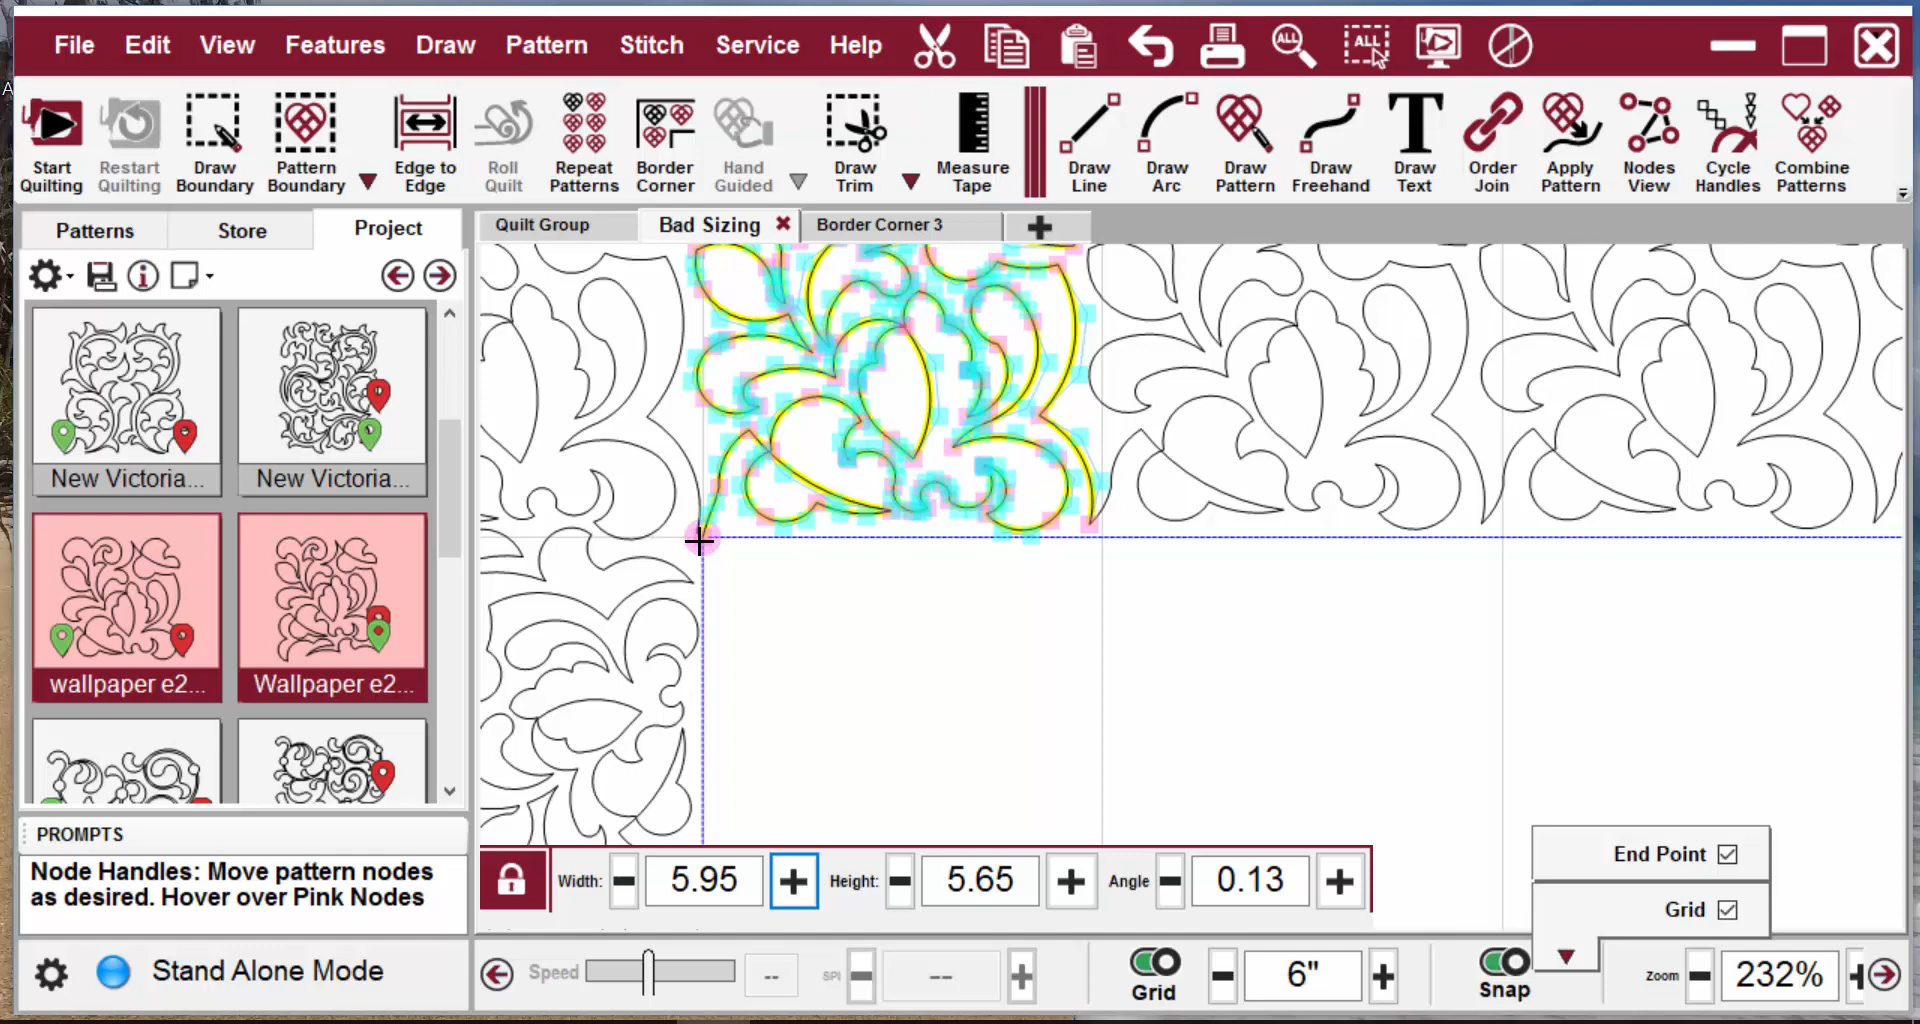 File Edit View Features Draw Pattern Stitch Service Help ALL ALL
A
Start Quilting
Restart Quilting
Draw Boundary
Pattern Boundary
Edge to Edge
Roll Quilt
Repeat Patterns
Border Corner
Hand Guided
Draw Trim
Measure Tape
Draw Line
Draw Arc
Draw Pattern
Draw Freehand
T
Draw Text
Order Join
Apply Pattern
Nodes View
Cycle Handles
Combine Patterns
Patterns Store Project
Quilt Group Bad Sizing Border Corner 3
New Victoria... New Victoria...
wallpaper e2... Wallpaper e2...
PROMPTS
Node Handles: Move pattern nodes
as desired. Hover over Pink Nodes
Width: 5.95 Height: 5.65 Angle 0.13
End Point
Grid
Stand Alone Mode
Speed -- SPI --
Grid 6"
Snap
Zoom 232%